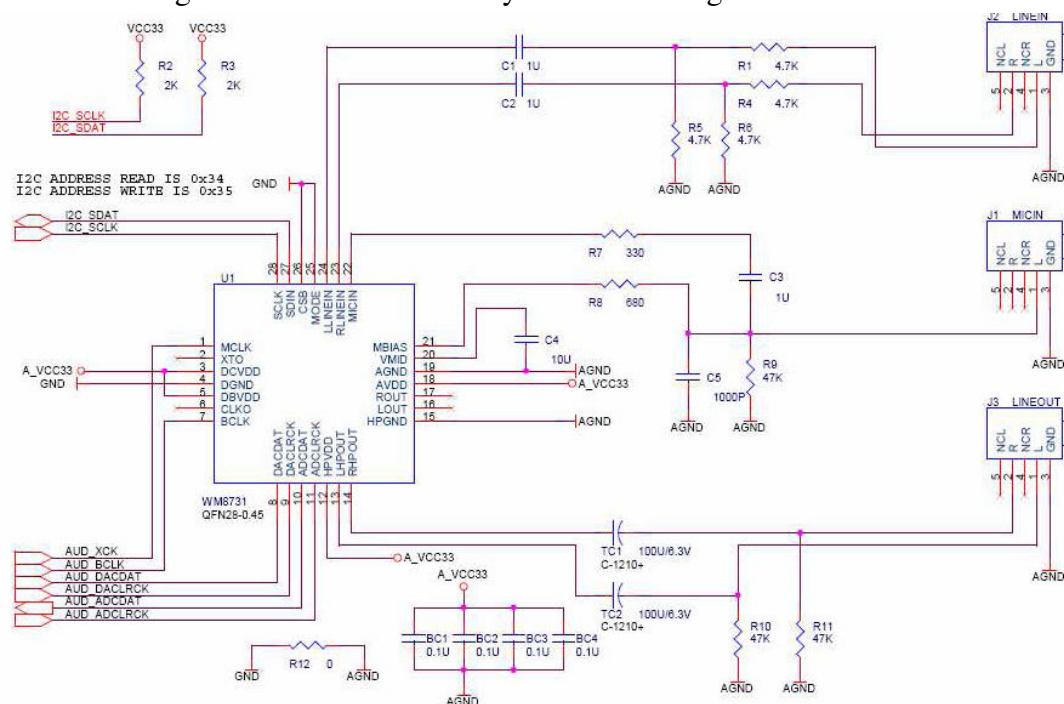 VCC33 VCC33
R2 2K
R3 2K
I2C_SCLK
I2C_SDAT
I2C ADDRESS READ IS 0x34
I2C ADDRESS WRITE IS 0x35
I2C_SDAT
I2C_SCLK
GND
C1 1U
C2 1U
R1 4.7K
R4 4.7K
R5 4.7K
R6 4.7K
AGND AGND
J2 LINEIN
NCL R NCR L GND
5 2 4 1 3
AGND
J1 MICIN
NCL R NCR L GND
5 2 4 1 3
AGND
R7 330
R8 680
C3 1U
C4 10U
C5 1000P
R9 47K
AGND AGND
U1
28 27 26 25 24 23 22
SCLK SDIN CSB MODE LLINEIN RLINEIN MICIN
1 MCLK
2 XTO
3 DCVDD
4 DGND
5 DBVDD
6 CLKO
7 BCLK
MBIAS 21
VMID 20
AGND 19
AVDD 18
ROUT 17
LOUT 16
HPGND 15
DACDAT DACLRCK ADCDAT ADCLRCK HPVDD LHPOUT RHPOUT
8 9 10 11 12 13 14
WM8731
QFN28-0.45
A_VCC33
GND
AGND
A_VCC33
AGND
J3 LINEOUT
NCL R NCR L GND
5 2 4 1 3
AGND
AUD_XCK
AUD_BCLK
AUD_DACDAT
AUD_DACLRCK
AUD_ADCDAT
AUD_ADCLRCK
A_VCC33
TC1 100U/6.3V
C-1210+
TC2 100U/6.3V
C-1210+
R10 47K
R11 47K
AGND AGND
A_VCC33
BC1 0.1U
BC2 0.1U
BC3 0.1U
BC4 0.1U
AGND
R12 0
GND AGND